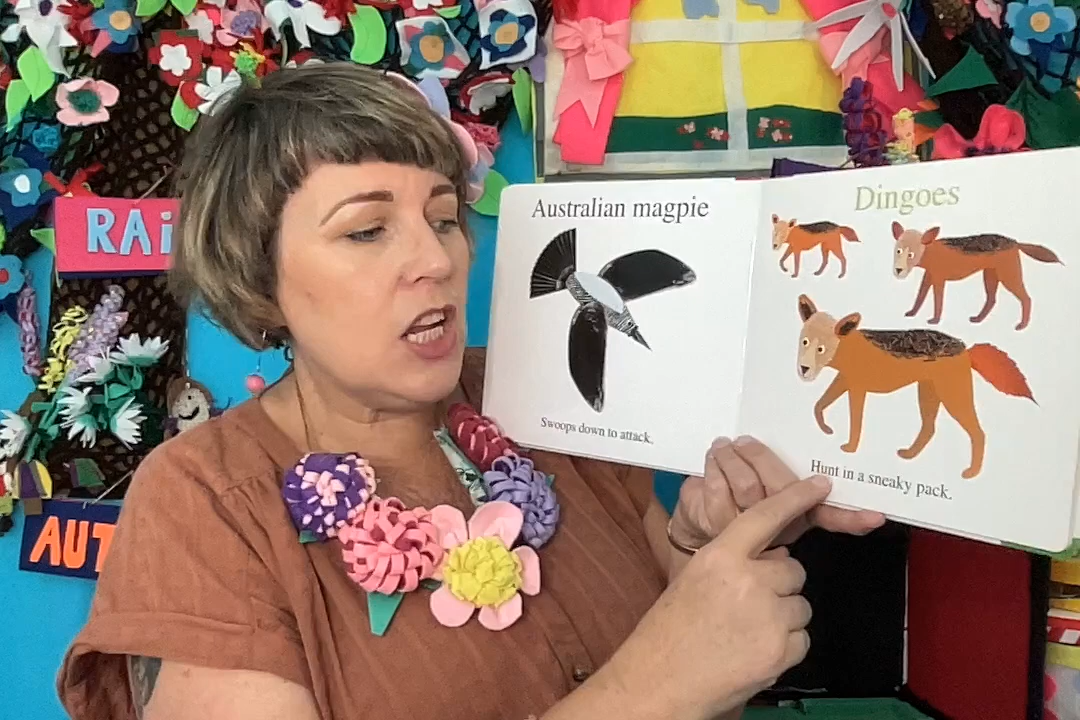 RAi
AUT
Australian magpie
Swoops down to attack.
Dingoes
Hunt in a sneaky pack.